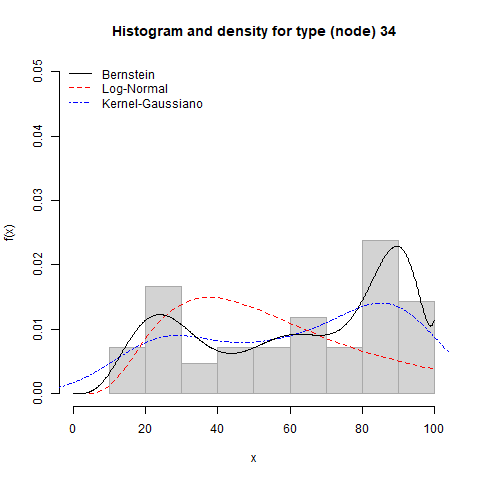 Histogram and density for type (node) 34
Bernstein
Log-Normal
Kernel-Gaussiano
f(x)
0.05
0.04
0.03
0.02
0.01
0.00
0 20 40 60 80 100
x